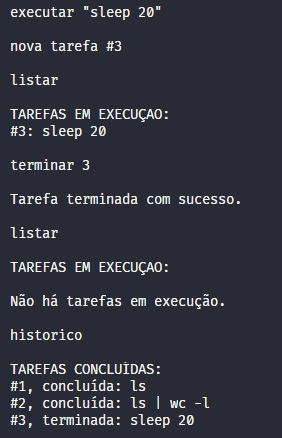 executar "sleep 20"
nova tarefa #3
listar
TAREFAS EM EXECUÇAO:
#3: sleep 20
terminar 3
Tarefa terminada com sucesso.
listar
TAREFAS EM EXECUÇAO:
Não há tarefas em execução.
historico
TAREFAS CONCLUÍDAS:
#1, concluída: ls
#2, concluída: ls | wc -l
#3, terminada: sleep 20